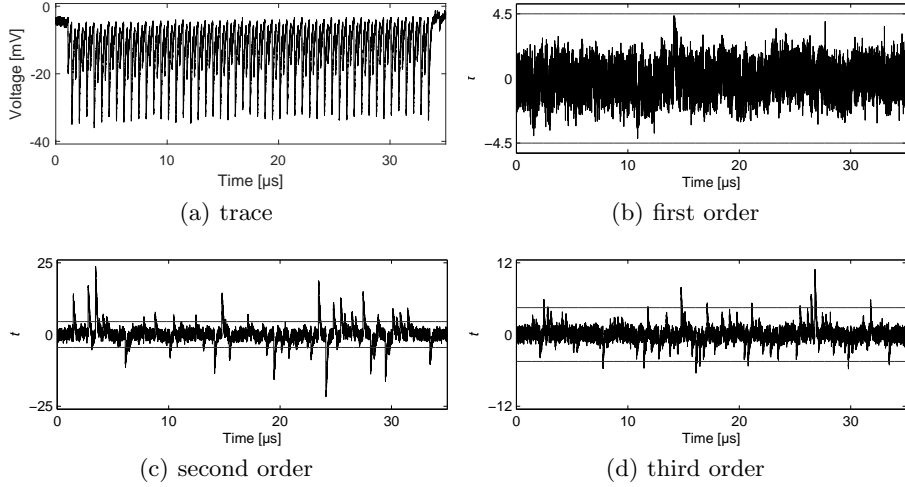 0
−20
−40
Voltage [mV]
0 10 20 30
Time [µs]
(a) trace
4.5
0
−4.5
t
0 10 20 30
Time [µs]
(b) first order
25
0
−25
t
0 10 20 30
Time [µs]
(c) second order
12
0
−12
t
0 10 20 30
Time [µs]
(d) third order